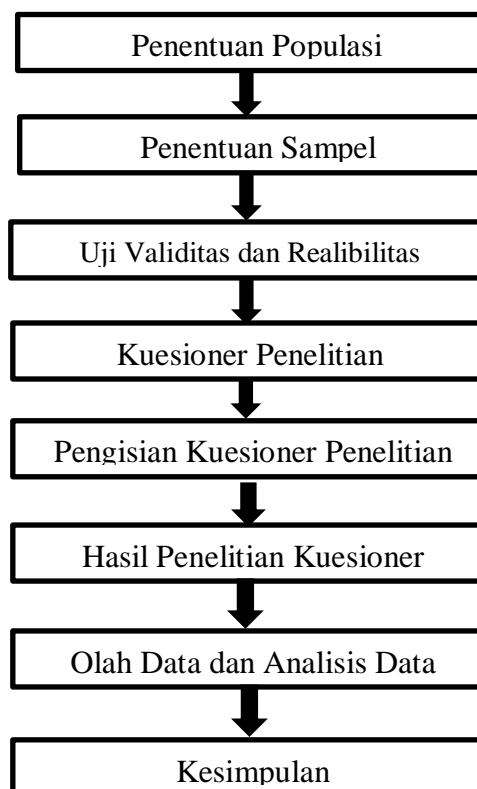 Penentuan Populasi
Penentuan Sampel
Uji Validitas dan Realibilitas
Kuesioner Penelitian
Pengisian Kuesioner Penelitian
Hasil Penelitian Kuesioner
Olah Data dan Analisis Data
Kesimpulan